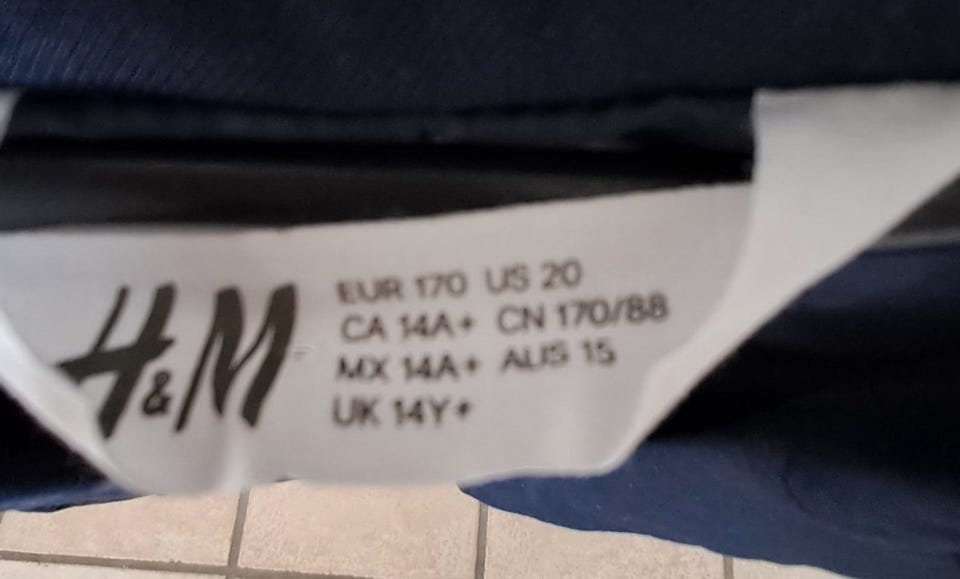 H&M
EUR 170 US 20
CA 14A+ CN 170/88
MX 14A+ AUS 15
UK 14Y+